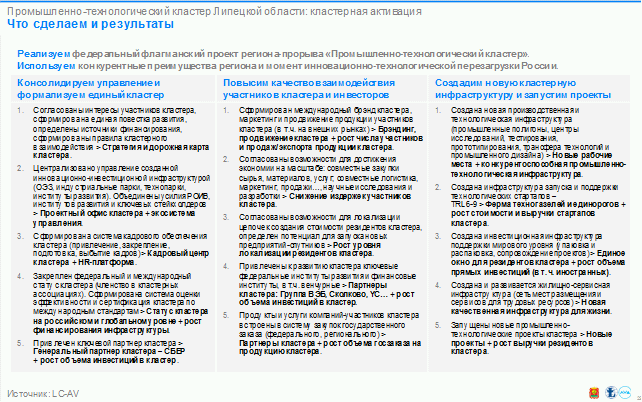 Промышленно-технологический кластер Липецкой области: кластерная активация
Что сделаем и результаты
Реализуем федеральный флагманский проект региона-прорыва «Промышленно-технологический кластер».
Используем конкурентные преимущества региона и момент инновационно-технологической перезагрузки России.
Консолидируем управление и
формализуем единый кластер
1. Согласованы интересы участников кластера,
сформирована единая повестка развития,
определены источники финансирования,
сформированы правила кластерного
взаимодействия > Стратегия и дорожная карта
кластера.
2. Централизовано управление созданной
инновационно-инвестиционной инфраструктурой
(ОЭЗ, индустриальные парки, технопарки,
институты развития). Объединены усилия РОИВ,
институтов развития и ключевых стейкхолдеров
> Проектный офис кластера + экосистема
управления.
3. Сформирована система кадрового обеспечения
кластера (привлечение, закрепление,
подготовка, выбытие кадров)> Кадровый центр
кластера + HR-платформа.
4. Закреплен федеральный и международный
статус кластера (членство в кластерных
ассоциациях). Сформирована система оценки
эффективности и сертификация кластера по
международным стандартам > Статус кластера
на российском и глобальном ровне + рост
финансирования инфраструктуры.
5. Привлечен ключевой партнер кластера >
Генеральный партнер кластера – СБЕР
+ рост объема инвестиций в кластер.
Повысим качество взаимодействия
участников кластера и инвесторов
1. Сформирован международный брэнд кластера,
маркетинг и продвижение продукции участников
кластера (в т.ч. на внешних рынках) > Брэндинг,
продвижение кластера + рост числа участников
и продаж/экспорта продукции кластера.
2. Согласованы возможности для достижения
экономии на масштабе: совместные закупки
сырья, материалов, услуг, совместные логистика,
маркетинг, продажи…, научные исследования и
разработки > Снижение издержек участников
кластера.
3. Согласованы возможности для локализации
цепочек создания стоимости резидентов кластера,
определен потенциал для запуска новых
предприятий-спутников > Рост уровня
локализации резидентов кластера.
4. Привлечены к развитию кластера ключевые
федеральные институты развития и финансовые
институты, в т.ч. венчурные > Партнеры
кластера: Группа ВЭБ, Сколково, YC… + рост
объема инвестиций в кластер.
5. Продукты и услуги компаний-участников кластера
встроены в систему закупок государственного
заказа (федерального, регионального) >
Партнеры кластера + рост объема госзаказа на
продукцию кластера.
Создадим новую кластерную
инфраструктуру и запустим проекты
1. Создана новая производственная и
технологическая инфраструктура
(промышленные полигоны, центры
исследований, тестирования,
прототипирования, трансфера технологий и
промышленного дизайна) > Новые рабочие
места + конкурентоспособная промышленно-
технологическая инфраструктура.
2. Создана инфраструктура запуска и поддержки
технологических стартапов –
TRL 6-9 > Ферма техногазелей и единорогов +
рост стоимости и выручки стартапов
кластера.
3. Создана инвестиционная инфраструктура
поддержки мирового уровня (упаковка и
распаковка, сопровождение проектов)> Единое
окно для резидентов кластера + рост объема
прямых инвестиций (в т.ч. иностранных).
4. Создана и развивается жилищно-сервисная
инфраструктура (сеть мест размещения и
сервисов для трудовых ресурсов) > Новая
качественная инфраструктура для жизни.
5. Запущены новые промышленно-
технологические проекты кластера > Новые
проекты + рост выручки резидентов
кластера.
Источник: LC-AV